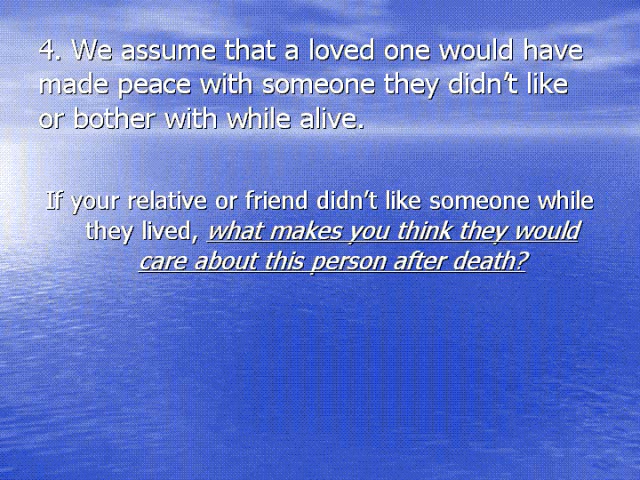 4. We assume that a loved one would have
made peace with someone they didn’t like
or bother with while alive.
If your relative or friend didn’t like someone while
they lived, what makes you think they would
care about this person after death?